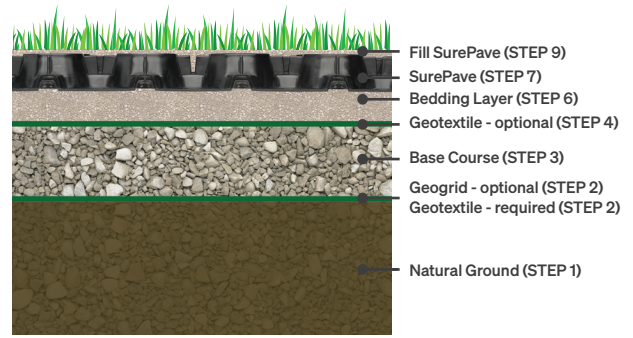 Fill SurePave (STEP 9)
SurePave (STEP 7)
Bedding Layer (STEP 6)
Geotextile - optional (STEP 4)
Base Course (STEP 3)
Geogrid - optional (STEP 2)
Geotextile - required (STEP 2)
Natural Ground (STEP 1)